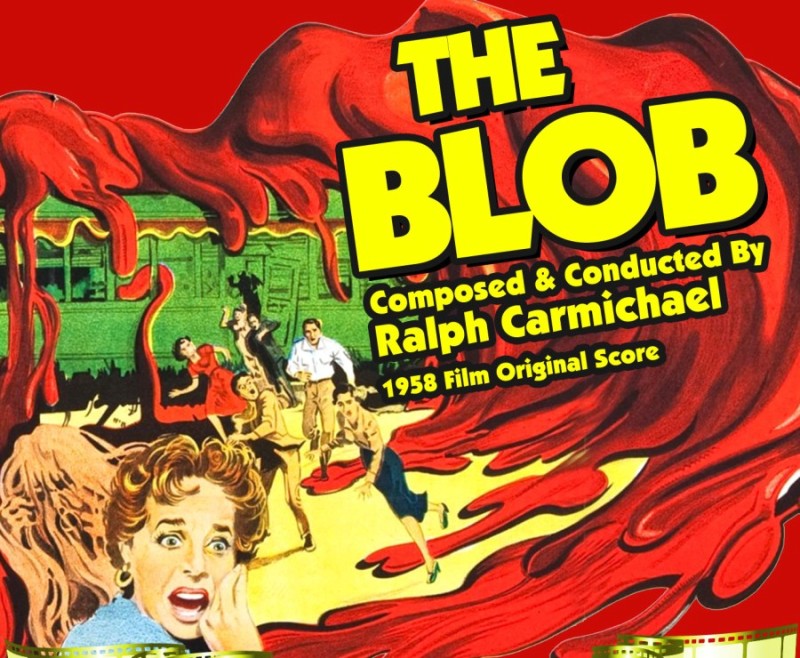 THE
BLOB
Composed & Conducted By
Ralph Carmichael
1958 Film Original Score